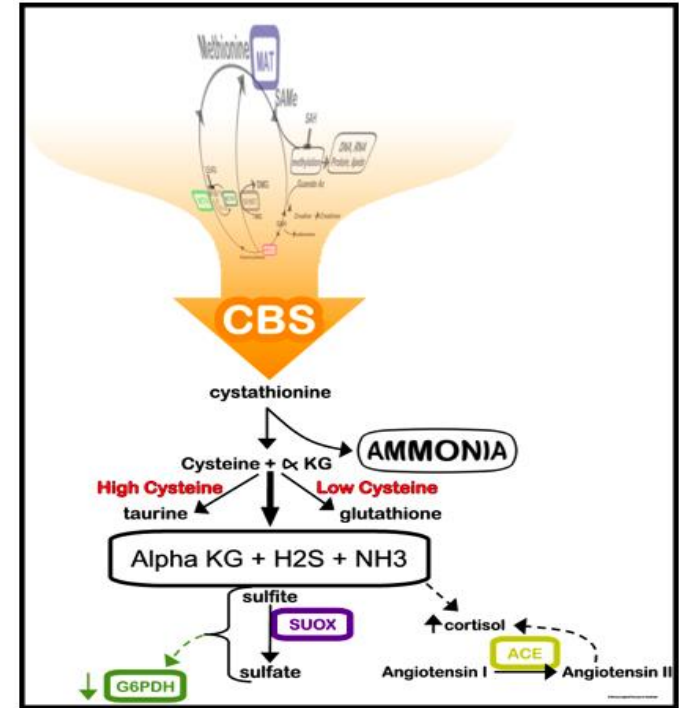 Methionine
MAT
SAMe
SAH
methylation
DNA, RNA
Protein, lipids
DMG
CBS
cystathionine
AMMONIA
Cysteine + ∝ KG
High Cysteine
Low Cysteine
taurine
glutathione
Alpha KG + H2S + NH3
sulfite
SUOX
cortisol
ACE
sulfate
Angiotensin I
Angiotensin II
G6PDH